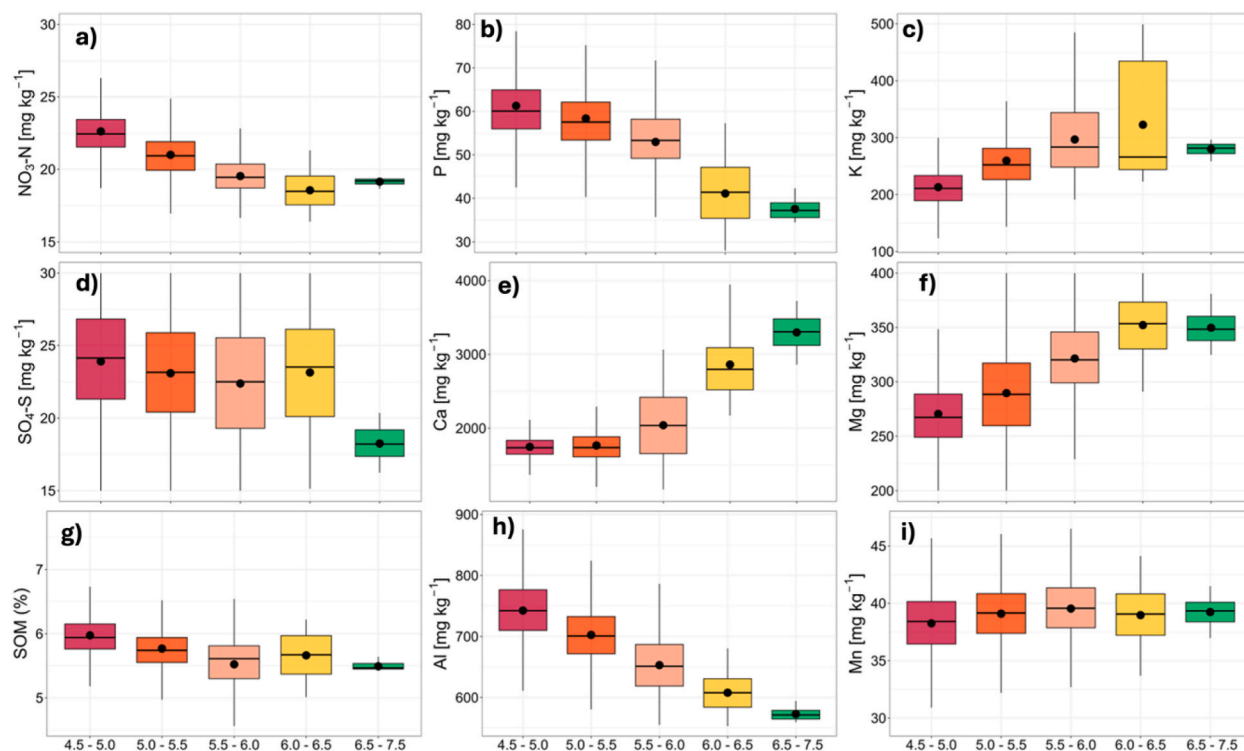 a)
NO₃-N [mg kg⁻¹]
30
25
20
15
b)
P [mg kg⁻¹]
80
70
60
50
40
30
c)
K [mg kg⁻¹]
500
400
300
200
100
d)
SO₄-S [mg kg⁻¹]
30
25
20
15
e)
Ca [mg kg⁻¹]
4000
3000
2000
f)
Mg [mg kg⁻¹]
400
350
300
250
200
g)
SOM (%)
7
6
5
4.5 - 5.0 5.0 - 5.5 5.5 - 6.0 6.0 - 6.5 6.5 - 7.5
h)
Al [mg kg⁻¹]
900
800
700
600
4.5 - 5.0 5.0 - 5.5 5.5 - 6.0 6.0 - 6.5 6.5 - 7.5
i)
Mn [mg kg⁻¹]
45
40
35
30
4.5 - 5.0 5.0 - 5.5 5.5 - 6.0 6.0 - 6.5 6.5 - 7.5